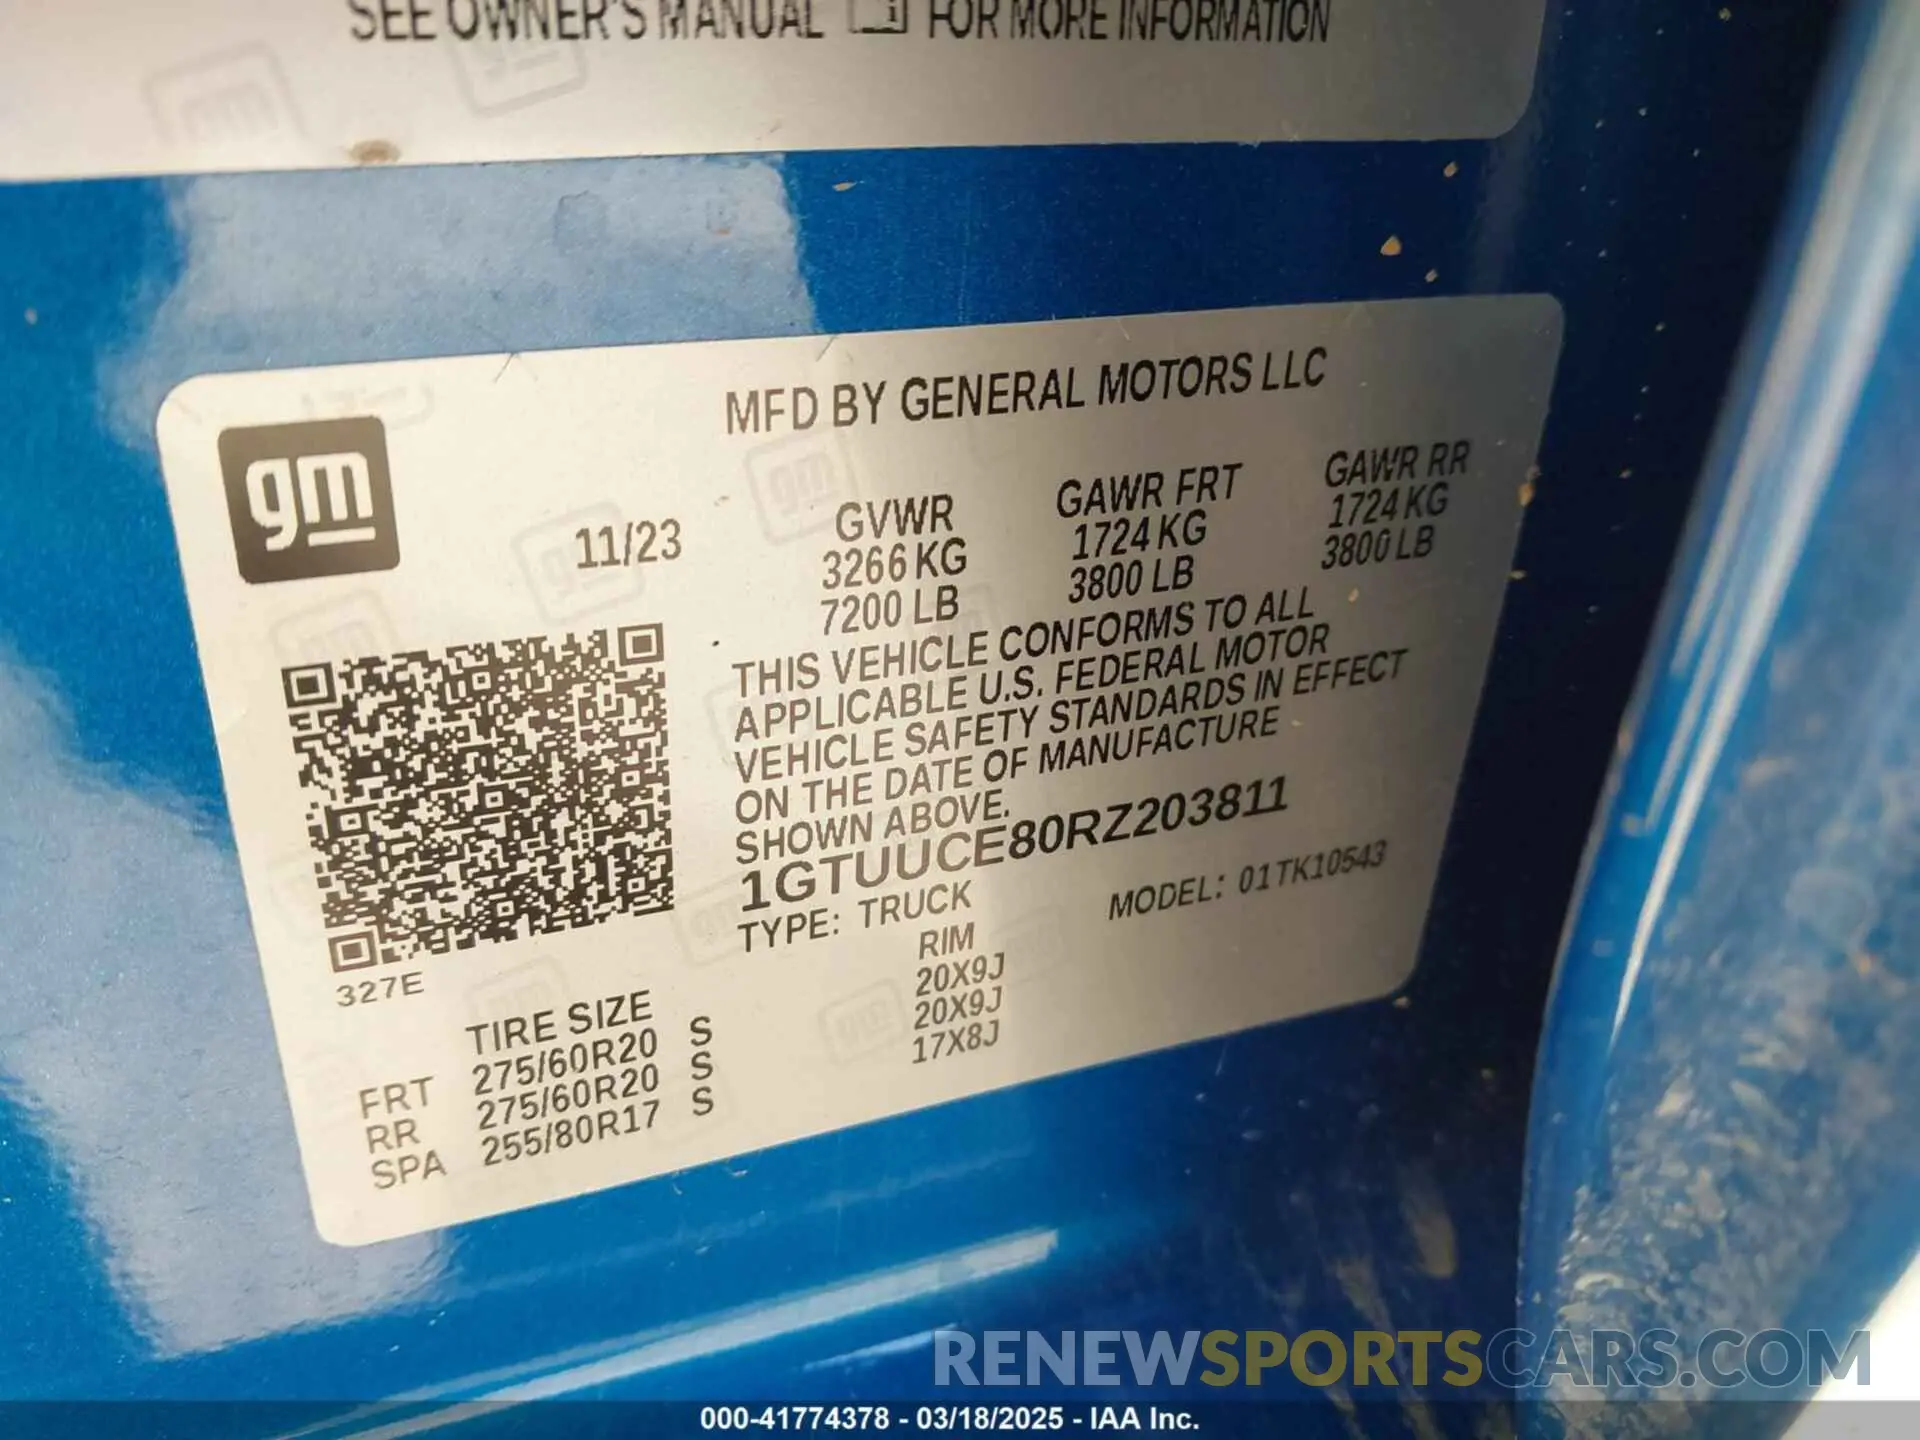 SEE OWNER'S MANUAL FOR MORE INFORMATION
MFD BY GENERAL MOTORS LLC
gm
11/23
GVWR
3266 KG
7200 LB
GAWR FRT
1724 KG
3800 LB
GAWR RR
1724 KG
3800 LB
THIS VEHICLE CONFORMS TO ALL
APPLICABLE U.S. FEDERAL MOTOR
VEHICLE SAFETY STANDARDS IN EFFECT
ON THE DATE OF MANUFACTURE
SHOWN ABOVE.
1GTUUCE80RZ203811
TYPE: TRUCK
MODEL: 01TK10543
327E
TIRE SIZE RIM
FRT 275/60R20 S 20X9J
RR 275/60R20 S 20X9J
SPA 255/80R17 S 17X8J
RENEWSPORTSCARS.COM
000-41774378 - 03/18/2025 - IAA Inc.